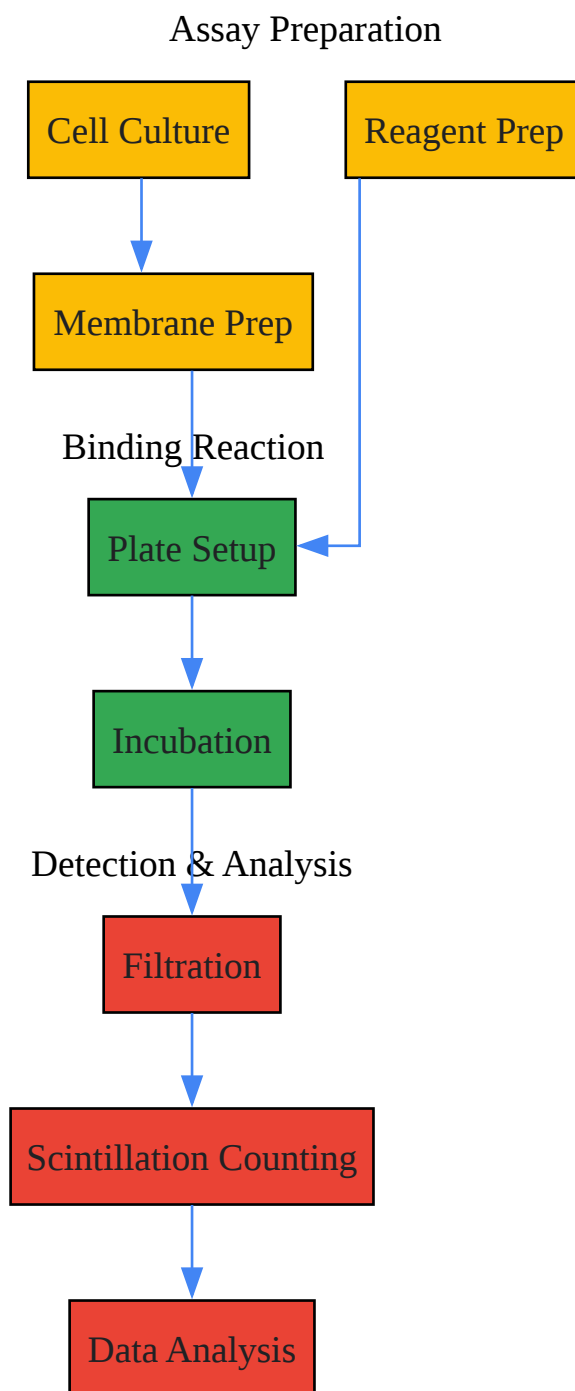 Assay Preparation
Cell Culture
Reagent Prep
Membrane Prep
Binding Reaction
Plate Setup
Incubation
Detection & Analysis
Filtration
Scintillation Counting
Data Analysis